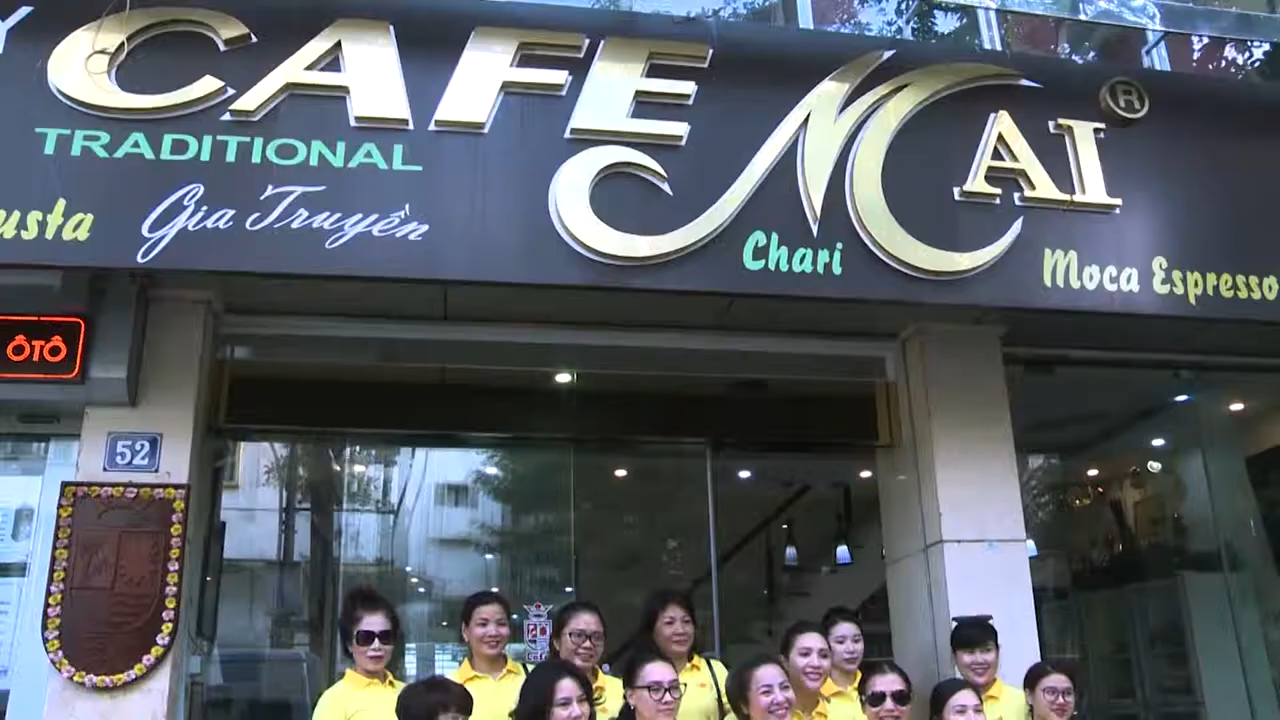 Y CAFE MAI ®
TRADITIONAL
usta Gia Truyền Chari Moca Espresso
ÔTÔ
52